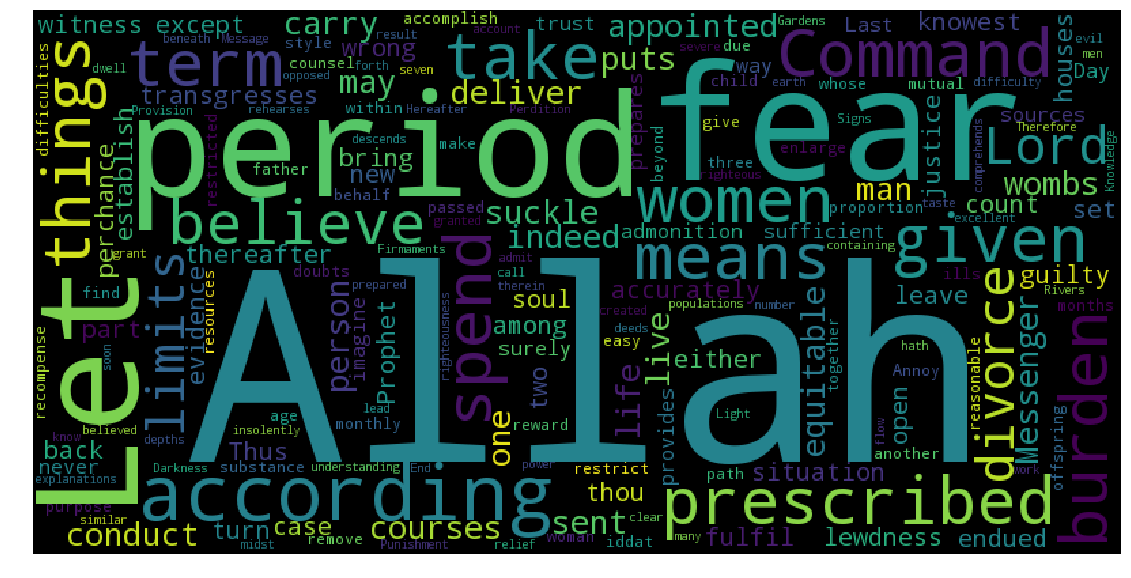 witness except
carry
accomplish
trust
appointed
Last
knowest
Gardens
beneath
Message
style
result
account
counsel
wrong
take
puts
severe
due
Command
houses
evil
men
dwell
term
opposed
forth
seven
may
way
child
earth
whose
mutual
Day
difficulties
things
transgresses
deliver
prepares
difficulty
Provision
rehearses
within
Hereafter
Perdition
give
Signs
sources
Therefore
period
fear
restricted
descends
make
beyond
three
enlarge
justice
Lord
comprehends
Knowledge
father
bring
righteous
establish
perchance
new
behalf
passed
granted
women
man
proportion
taste
excellent
wombs
believe
suckle
count
set
indeed
admonition
sufficient
thereafter
Firmaments
means
containing
given
grant
doubts
admit
call
therein
ills
guilty
Rivers
Let
limits
find
prepared
created
soul
accurately
populations
number
leave
months
part
evidence
resources
person
imagine
Prophet
spend
righteousness
among
deeds
hath
either
equitable
divorce
Messenger
burden
surely
easy
live
together
reasonable
Allah
recompense
soon
believed
know
age
lead
two
life
provides
Annoy
open
insolently
monthly
reward
Light
another
flow
back
depths
Thus
one
offspring
never
Darkness
understanding
End
power
restrict
path
situation
work
explanations
substance
purpose
according
thou
prescribed
similar
conduct
turn
case
courses
sent
clear
midst
remove
Punishment
relief
woman
iddat
many
fulfil
lewdness
endued